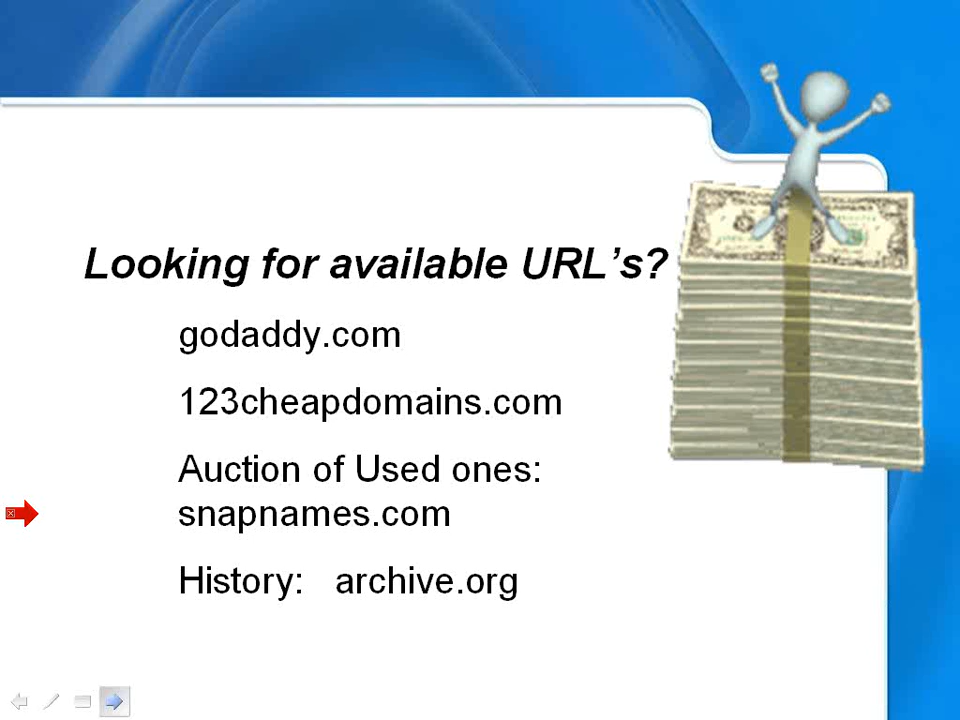 Looking for available URL's?
godaddy.com
123cheapdomains.com
Auction of Used ones:
snapnames.com
History: archive.org